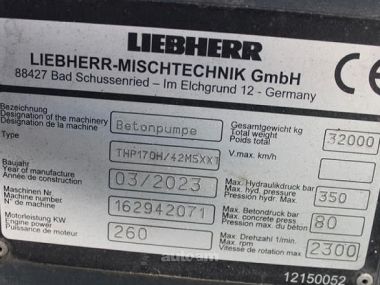 LIEBHERR
LIEBHERR-MISCHTECHNIK GmbH
88427 Bad Schussenried – Im Elchgrund 12 - Germany
CE
Bezeichnung
Designation of the machinery
Désignation de la machine
Betonpumpe
Gesamtgewicht kg
Total weight
Poids total
32000
Type
THP170H/42M5XXT
V.max. km/h
Baujahr
Year of manufacture
Année de construction
03/2023
Max. Hydraulikdruck bar
Max. hyd. pressure
Pression hydr. Max.
350
Maschinen Nr.
Machine number
N° de machine
162942071
Max. Betondruck bar
Max. concrete pressure
Pression max. du béton
80
Motorleistung KW
Engine power
Puissance de moteur
260
Max. Drehzahl 1/min.
Max. rpm
Vitesse de rotation max
2300
autoam
12150052